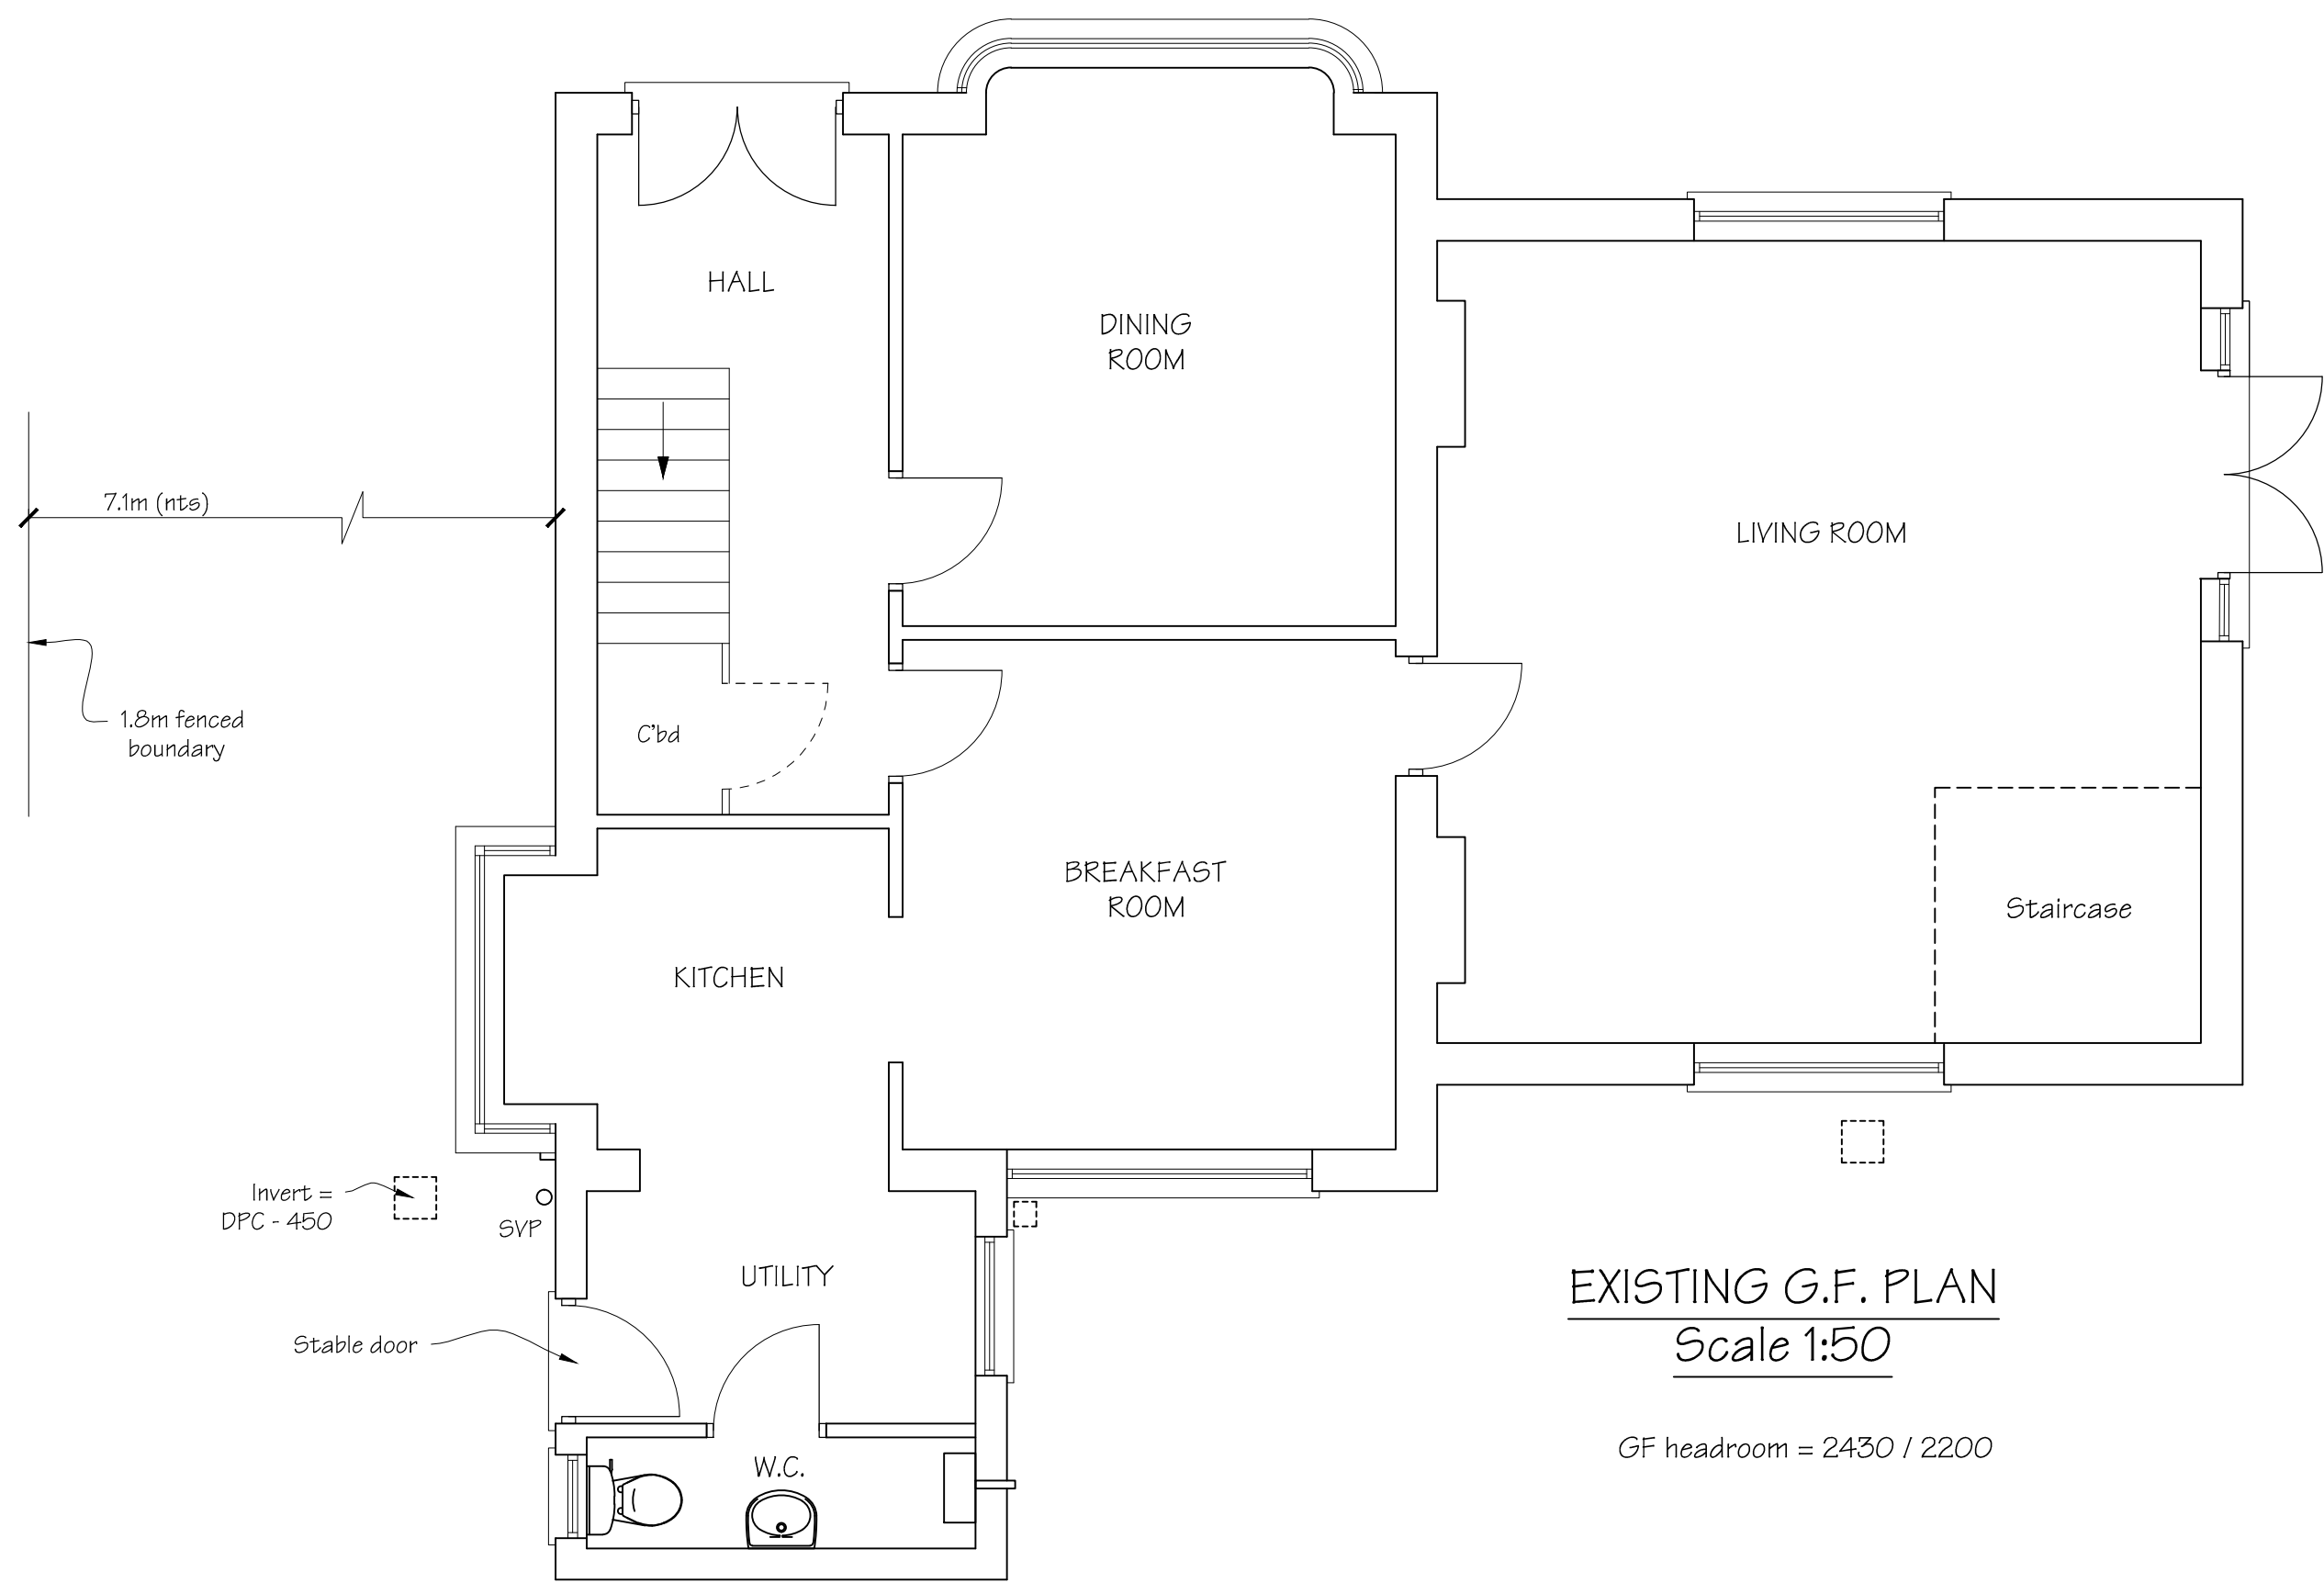 HALL
DINING
ROOM
7.1m (nts)
LIVING ROOM
1.8m fenced
boundary
C'bd
BREAKFAST
ROOM
Staircase
KITCHEN
Invert =
DPC - 450
SVP
UTILITY
EXISTING G.F. PLAN
Scale 1:50
Stable door
GF headroom = 2430 / 2200
W.C.